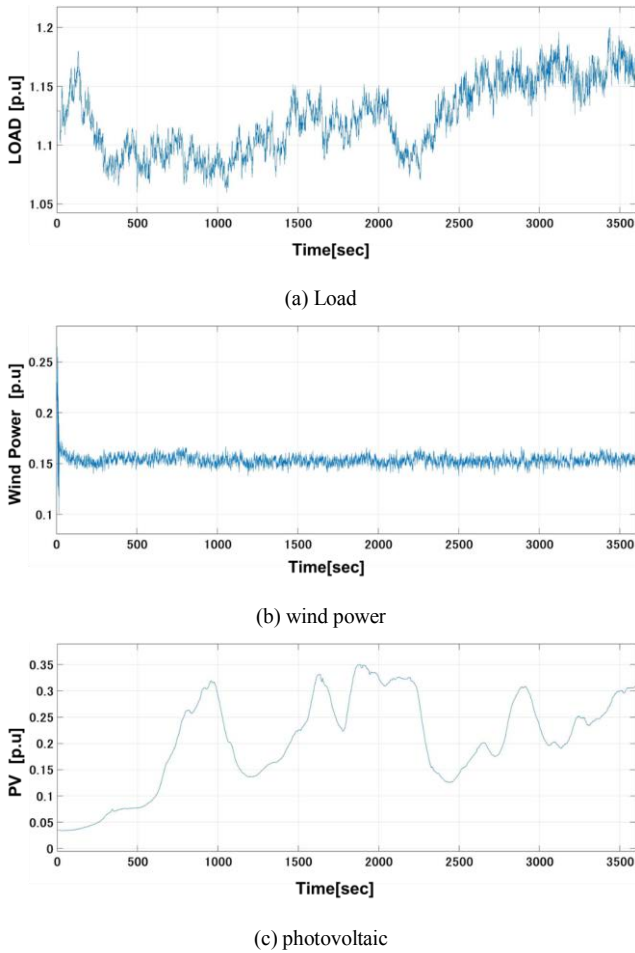 1.2
1.15
1.1
1.05
LOAD [p.u]
0 500 1000 1500 2000 2500 3000 3500
Time[sec]
(a) Load
0.25
0.2
0.15
0.1
Wind Power [p.u]
0 500 1000 1500 2000 2500 3000 3500
Time[sec]
(b) wind power
0.35
0.3
0.25
0.2
0.15
0.1
0.05
0
PV [p.u]
0 500 1000 1500 2000 2500 3000 3500
Time[sec]
(c) photovoltaic